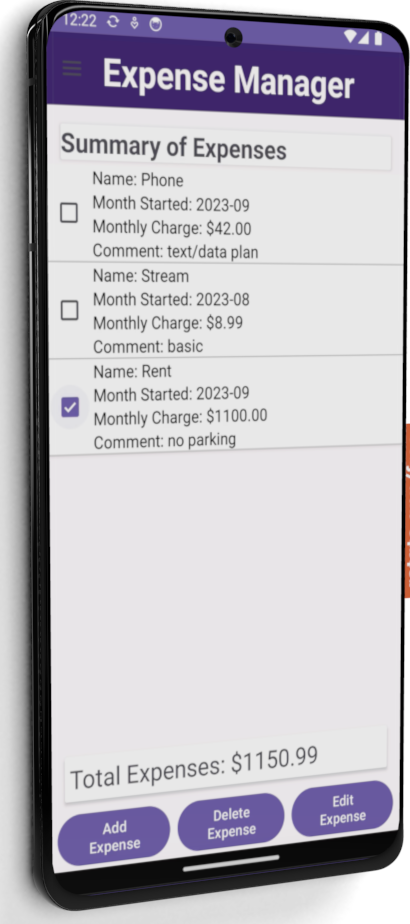 12:22
Expense Manager
Summary of Expenses
Name: Phone
Month Started: 2023-09
Monthly Charge: $42.00
Comment: text/data plan
Name: Stream
Month Started: 2023-08
Monthly Charge: $8.99
Comment: basic
Name: Rent
Month Started: 2023-09
Monthly Charge: $1100.00
Comment: no parking
Total Expenses: $1150.99
Add
Expense
Delete
Expense
Edit
Expense